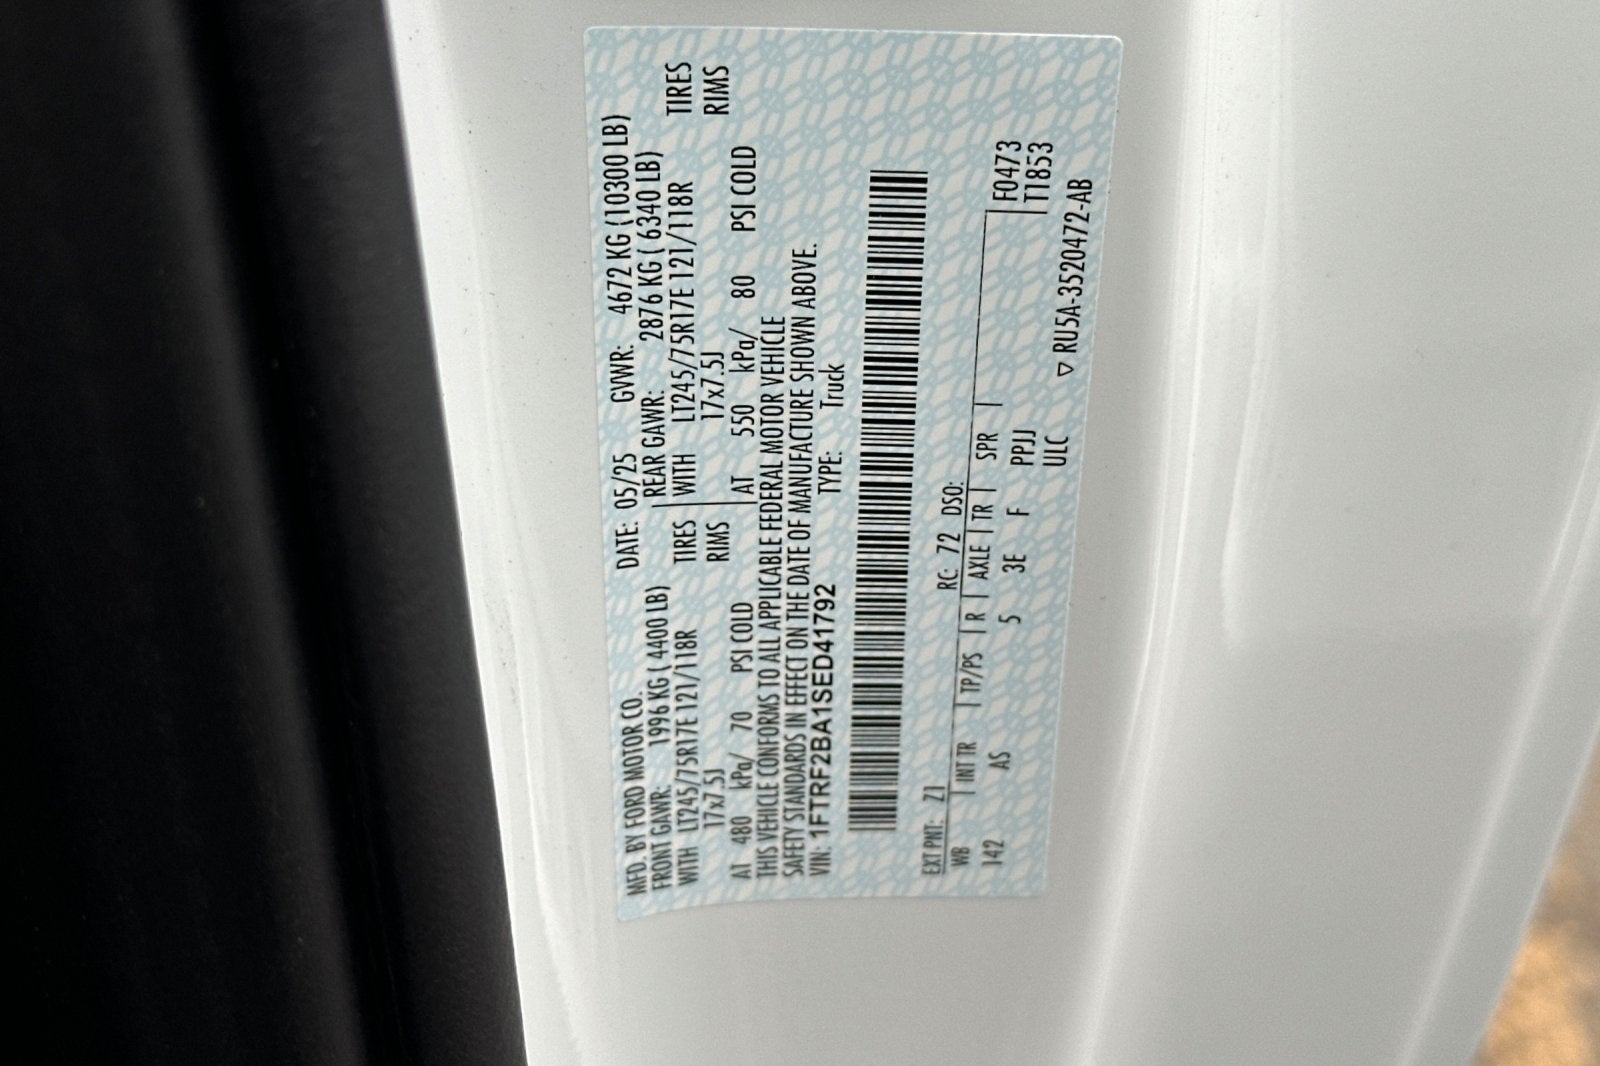 MFD. BY FORD MOTOR CO.
DATE: 05/25 GVWR: 4672 KG (10300 LB)
FRONT GAWR: 1996 KG ( 4400 LB) REAR GAWR: 2876 KG ( 6340 LB)
WITH LT245/75R17E 121/118R TIRES WITH LT245/75R17E 121/118R TIRES
17x7.5J RIMS 17x7.5J RIMS
AT 480 kPa/ 70 PSI COLD AT 550 kPa/ 80 PSI COLD
THIS VEHICLE CONFORMS TO ALL APPLICABLE FEDERAL MOTOR VEHICLE
SAFETY STANDARDS IN EFFECT ON THE DATE OF MANUFACTURE SHOWN ABOVE.
VIN: 1FTRF2BA1SED41792 TYPE: Truck
EXT PNT: Z1 RC: 72 DSO:
WB | INT TR | TP/PS | R | AXLE | TR | SPR |
142 AS 5 3E F PPJJ
ULC
F0473
T1853
▽ RU5A-3520472-AB